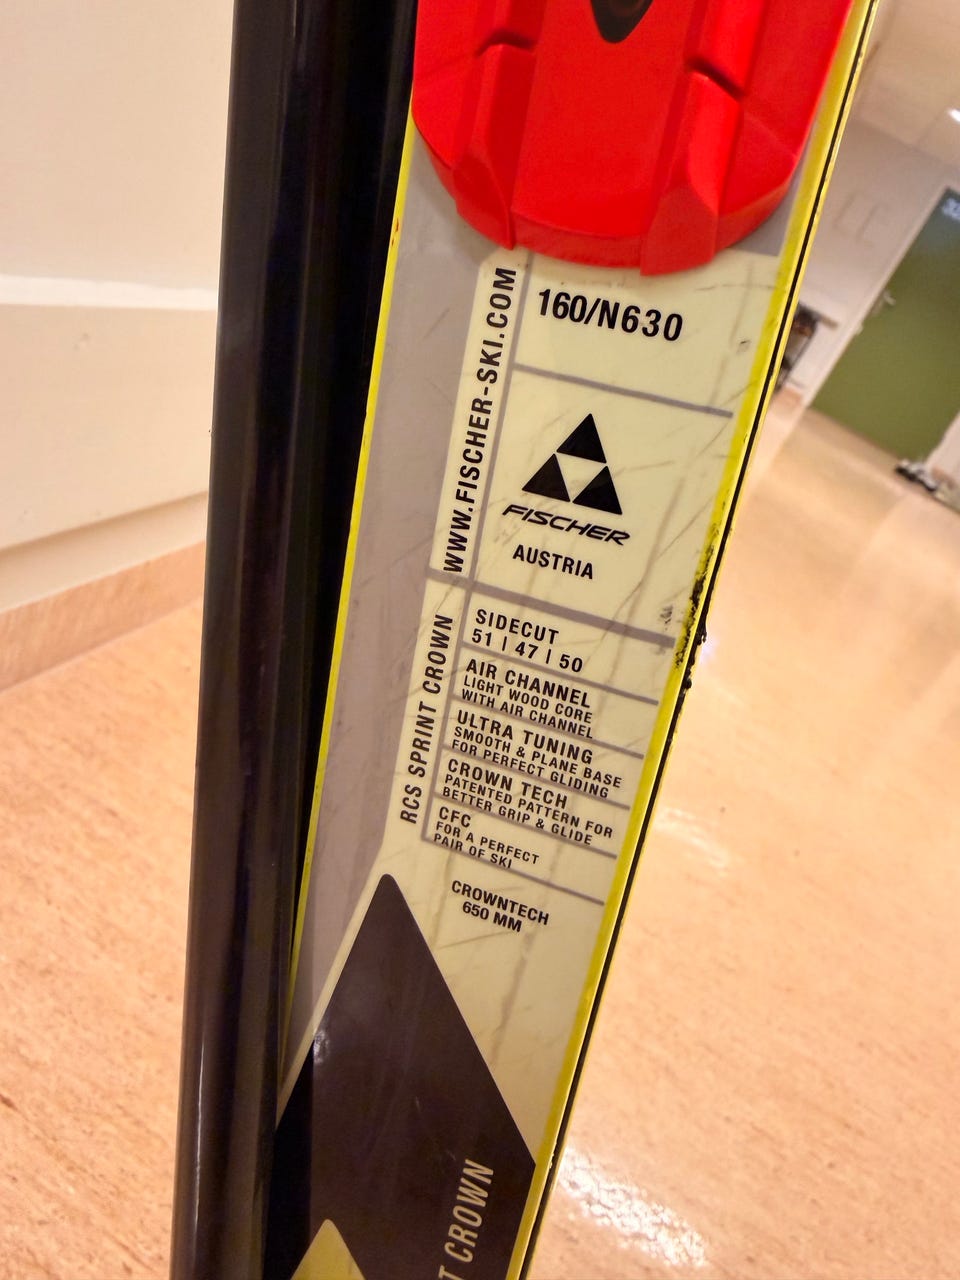 160/N630
WWW.FISCHER-SKI.COM
FISCHER
AUSTRIA
RCS SPRINT CROWN
SIDECUT
51 | 47 | 50
AIR CHANNEL
LIGHT WOOD CORE
WITH AIR CHANNEL
ULTRA TUNING
SMOOTH & PLANE BASE
FOR PERFECT GLIDING
CROWN TECH
PATENTED PATTERN FOR
BETTER GRIP & GLIDE
CFC
FOR A PERFECT
PAIR OF SKI
CROWNTECH
650 MM
T CROWN